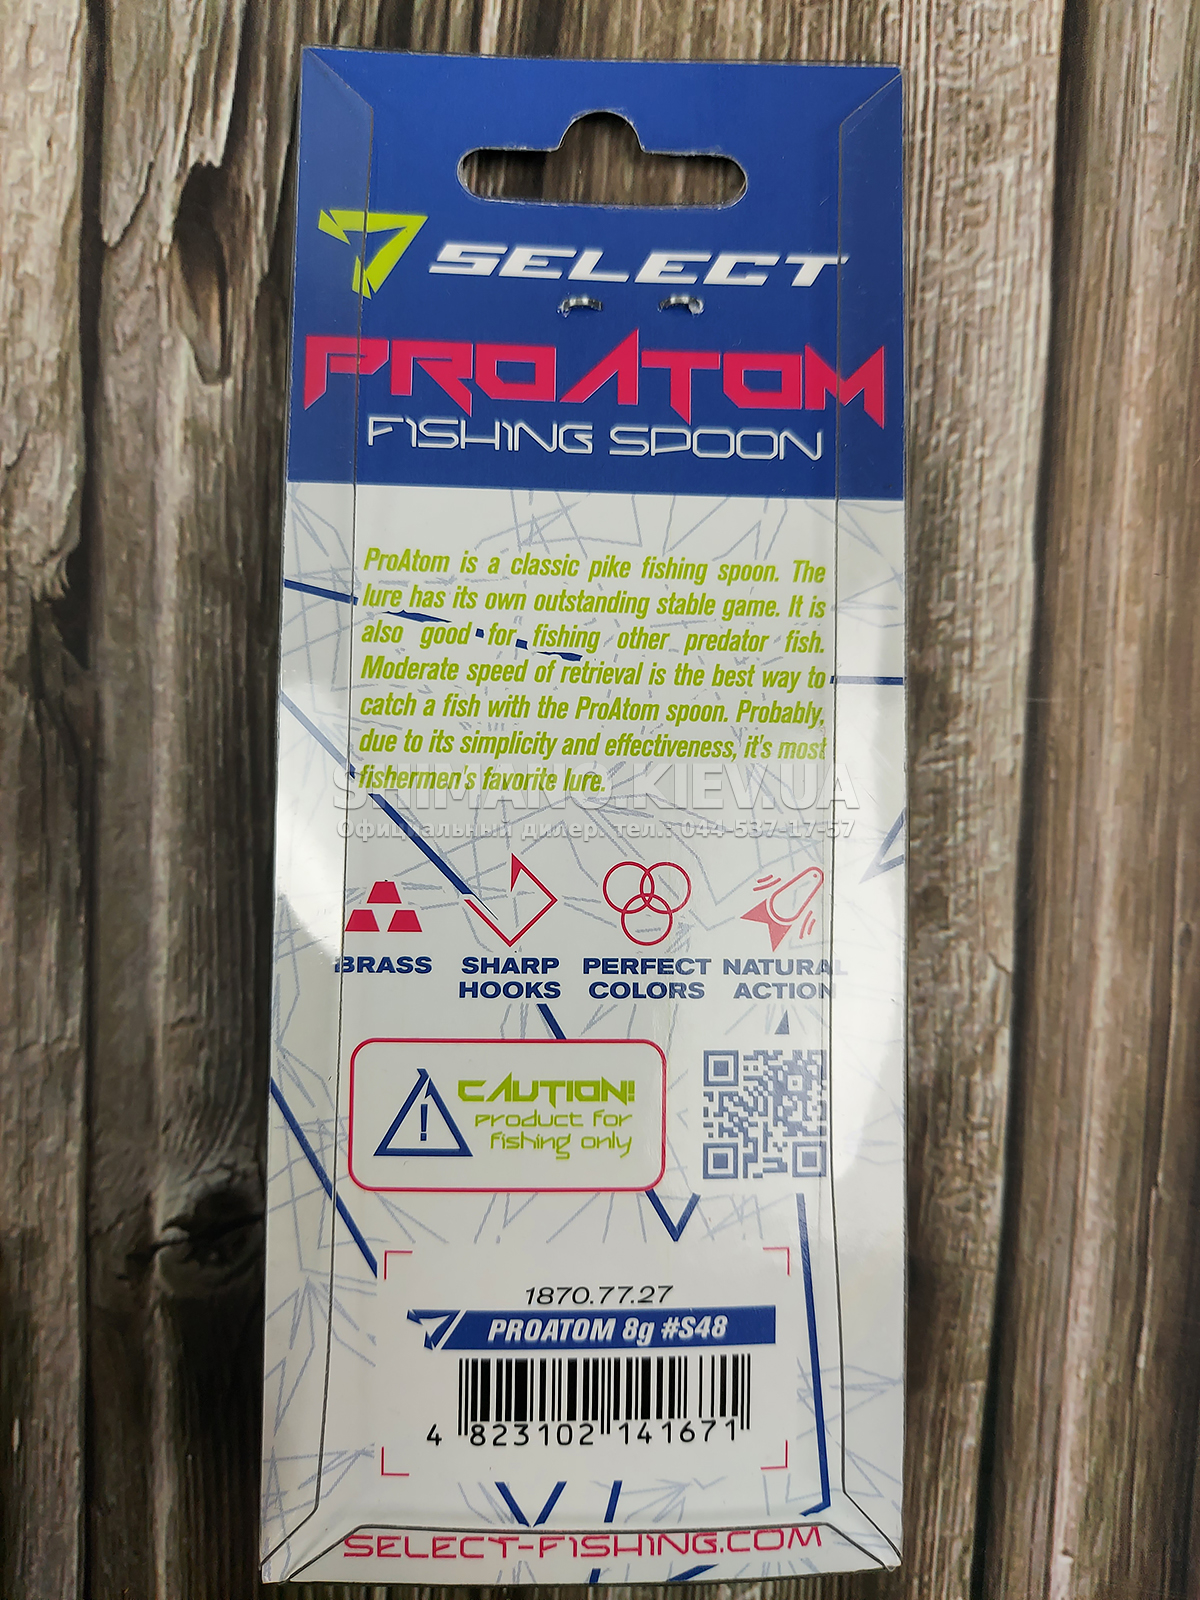 SELECT
PROATOM
FISHING SPOON
ProAtom is a classic pike fishing spoon. The
lure has its own outstanding stable game. It is
also good for fishing other predator fish.
Moderate speed of retrieval is the best way to
catch a fish with the ProAtom spoon. Probably,
due to its simplicity and effectiveness, it's most
fishermen's favorite lure.
SHIMANO.KIEV.UA
Официальный дилер. тел.: 044-537-17-57
BRASS
SHARP
HOOKS
PERFECT
COLORS
NATURAL
ACTION
CAUTION!
product for
fishing only
1870.77.27
PROATOM 8g #S48
4 823102 141671
SELECT-FISHING.COM